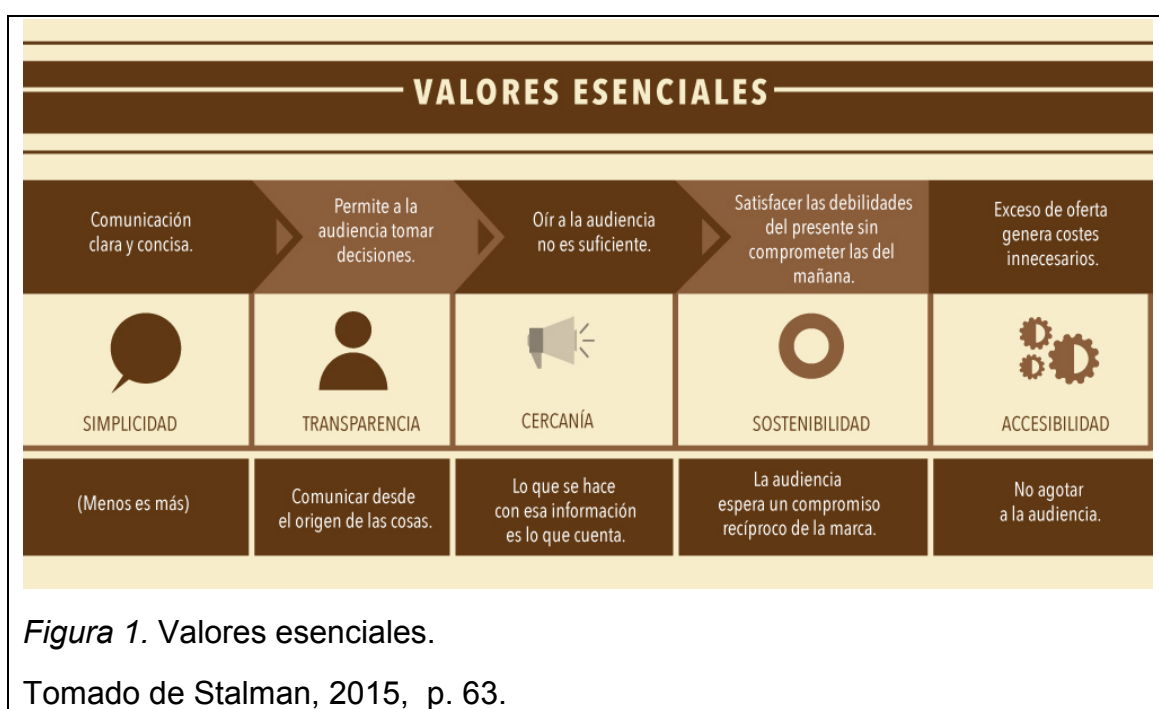 VALORES ESENCIALES
Comunicación
clara y concisa.
Permite a la
audiencia tomar
decisiones.
Oír a la audiencia
no es suficiente.
Satisfacer las debilidades
del presente sin
comprometer las del
mañana.
Exceso de oferta
genera costes
innecesarios.
SIMPLICIDAD
TRANSPARENCIA
CERCANÍA
SOSTENIBILIDAD
ACCESIBILIDAD
(Menos es más)
Comunicar desde
el origen de las cosas.
Lo que se hace
con esa información
es lo que cuenta.
La audiencia
espera un compromiso
recíproco de la marca.
No agotar
a la audiencia.
Figura 1. Valores esenciales.
Tomado de Stalman, 2015, p. 63.